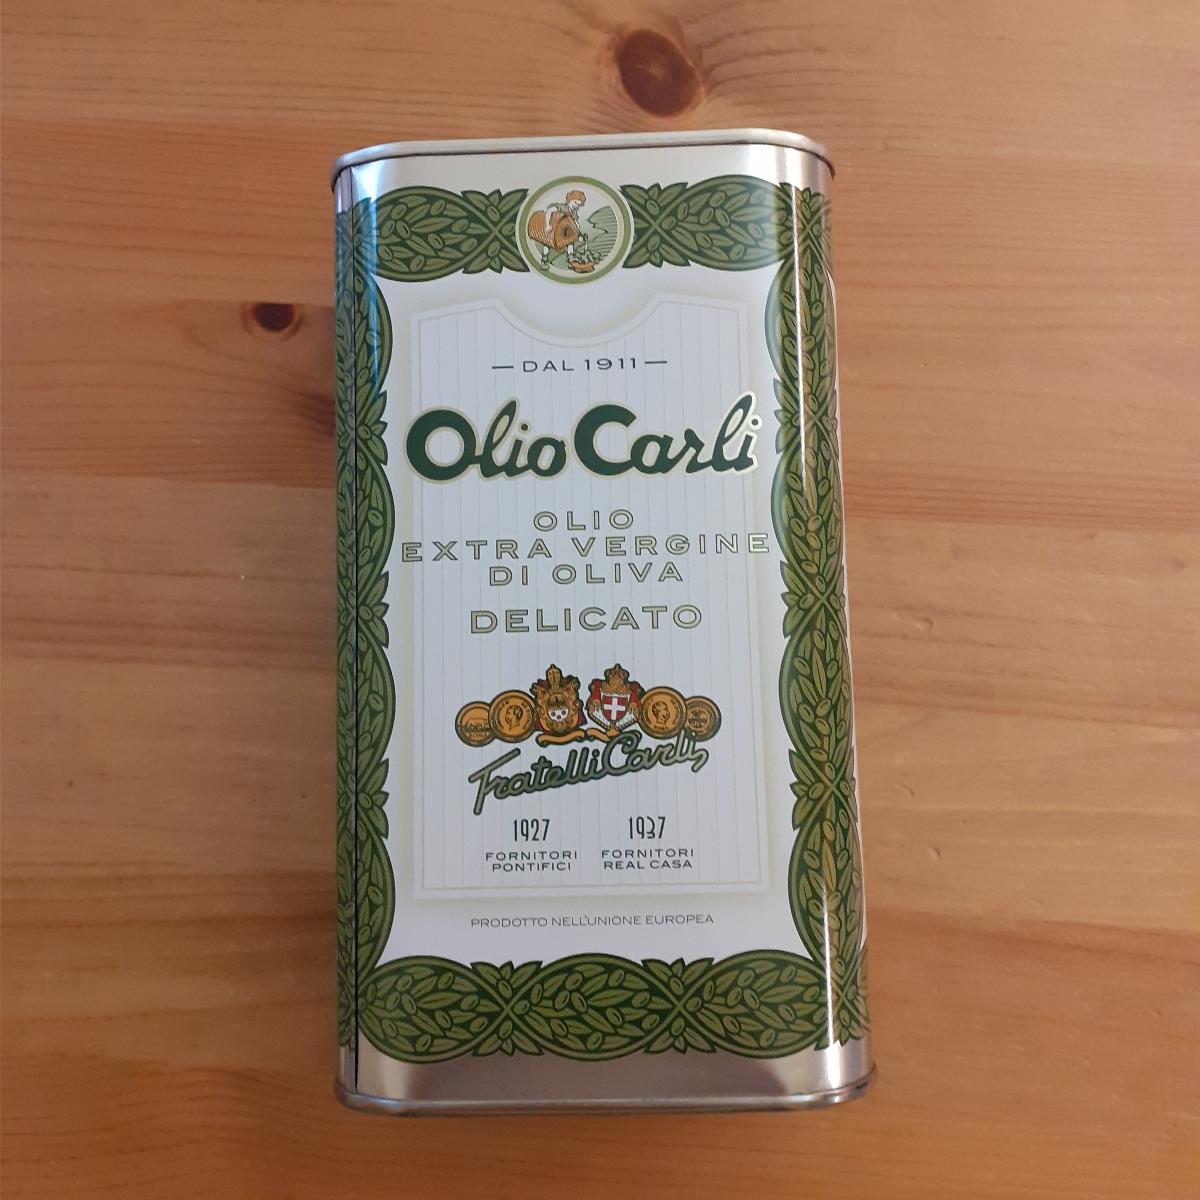 — DAL 1911 —
Olio Carli
OLIO
EXTRA VERGINE
DI OLIVA
DELICATO
Fratelli Carli
1927 1937
FORNITORI FORNITORI
PONTIFICI REAL CASA
PRODOTTO NELL'UNIONE EUROPEA